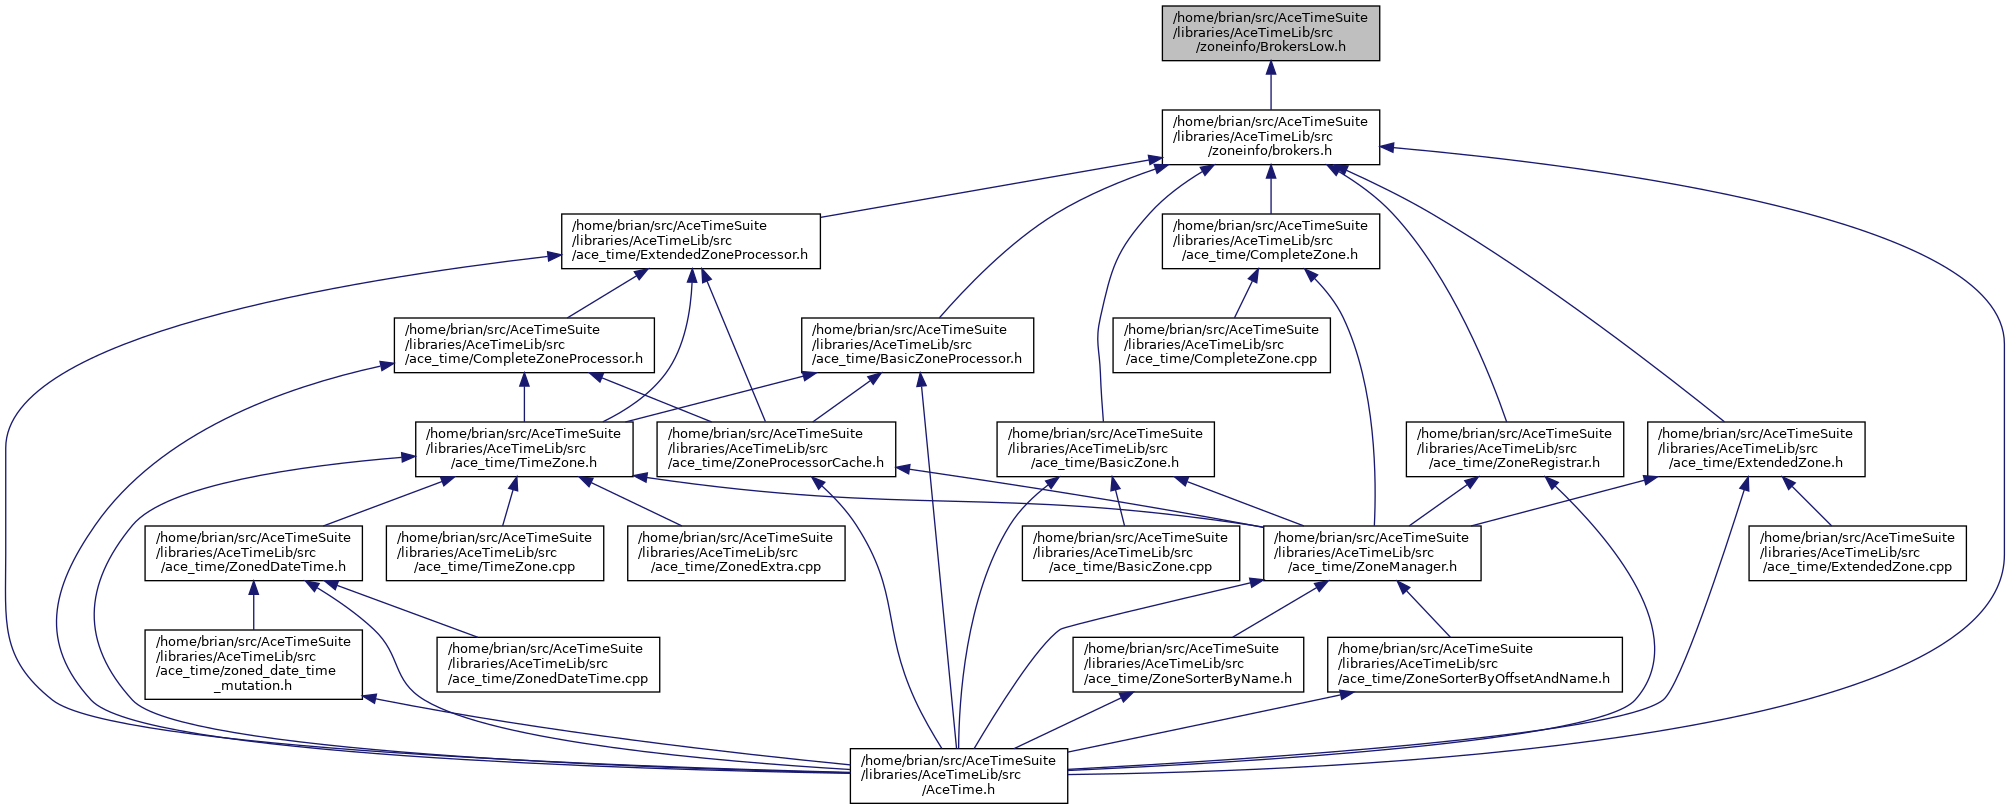 /home/brian/src/AceTimeSuite
/libraries/AceTimeLib/src
/zoneinfo/BrokersLow.h
/home/brian/src/AceTimeSuite
/libraries/AceTimeLib/src
/zoneinfo/brokers.h
/home/brian/src/AceTimeSuite
/libraries/AceTimeLib/src
/ace_time/ExtendedZoneProcessor.h
/home/brian/src/AceTimeSuite
/libraries/AceTimeLib/src
/ace_time/CompleteZone.h
/home/brian/src/AceTimeSuite
/libraries/AceTimeLib/src
/ace_time/CompleteZoneProcessor.h
/home/brian/src/AceTimeSuite
/libraries/AceTimeLib/src
/ace_time/BasicZoneProcessor.h
/home/brian/src/AceTimeSuite
/libraries/AceTimeLib/src
/ace_time/CompleteZone.cpp
/home/brian/src/AceTimeSuite
/libraries/AceTimeLib/src
/ace_time/TimeZone.h
/home/brian/src/AceTimeSuite
/libraries/AceTimeLib/src
/ace_time/ZoneProcessorCache.h
/home/brian/src/AceTimeSuite
/libraries/AceTimeLib/src
/ace_time/BasicZone.h
/home/brian/src/AceTimeSuite
/libraries/AceTimeLib/src
/ace_time/ZoneRegistrar.h
/home/brian/src/AceTimeSuite
/libraries/AceTimeLib/src
/ace_time/ExtendedZone.h
/home/brian/src/AceTimeSuite
/libraries/AceTimeLib/src
/ace_time/ZonedDateTime.h
/home/brian/src/AceTimeSuite
/libraries/AceTimeLib/src
/ace_time/TimeZone.cpp
/home/brian/src/AceTimeSuite
/libraries/AceTimeLib/src
/ace_time/ZonedExtra.cpp
/home/brian/src/AceTimeSuite
/libraries/AceTimeLib/src
/ace_time/BasicZone.cpp
/home/brian/src/AceTimeSuite
/libraries/AceTimeLib/src
/ace_time/ZoneManager.h
/home/brian/src/AceTimeSuite
/libraries/AceTimeLib/src
/ace_time/ExtendedZone.cpp
/home/brian/src/AceTimeSuite
/libraries/AceTimeLib/src
/ace_time/zoned_date_time
_mutation.h
/home/brian/src/AceTimeSuite
/libraries/AceTimeLib/src
/ace_time/ZonedDateTime.cpp
/home/brian/src/AceTimeSuite
/libraries/AceTimeLib/src
/ace_time/ZoneSorterByName.h
/home/brian/src/AceTimeSuite
/libraries/AceTimeLib/src
/ace_time/ZoneSorterByOffsetAndName.h
/home/brian/src/AceTimeSuite
/libraries/AceTimeLib/src
/AceTime.h